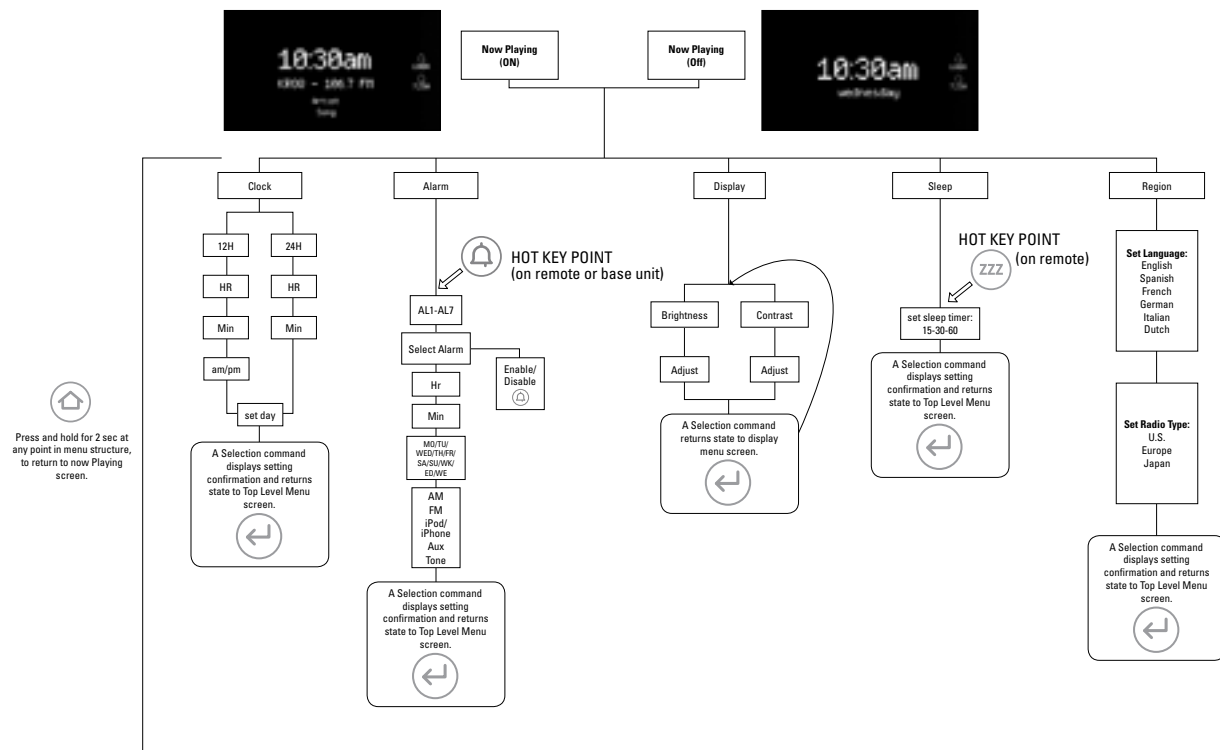 10:30am
KROQ - 106.7 FM
Artist
Song
Now Playing
(ON)
Now Playing
(Off)
10:30am
wednesday
Clock
Alarm
Display
Sleep
Region
12H
24H
HR
HR
Min
Min
am/pm
set day
A Selection command
displays setting
confirmation and returns
state to Top Level Menu
screen.
HOT KEY POINT
(on remote or base unit)
AL1-AL7
Select Alarm
Enable/
Disable
Hr
Min
MO/TU/
WED/TH/FR/
SA/SU/WK/
ED/WE
AM
FM
iPod/
iPhone
Aux
Tone
A Selection command
displays setting
confirmation and returns
state to Top Level Menu
screen.
Brightness
Contrast
Adjust
Adjust
A Selection command
returns state to display
menu screen.
HOT KEY POINT
(on remote)
ZZZ
set sleep timer:
15-30-60
A Selection command
displays setting
confirmation and returns
state to Top Level Menu
screen.
Set Language:
English
Spanish
French
German
Italian
Dutch
Set Radio Type:
U.S.
Europe
Japan
A Selection command
displays setting
confirmation and returns
state to Top Level Menu
screen.
Press and hold for 2 sec at
any point in menu structure,
to return to now Playing
screen.